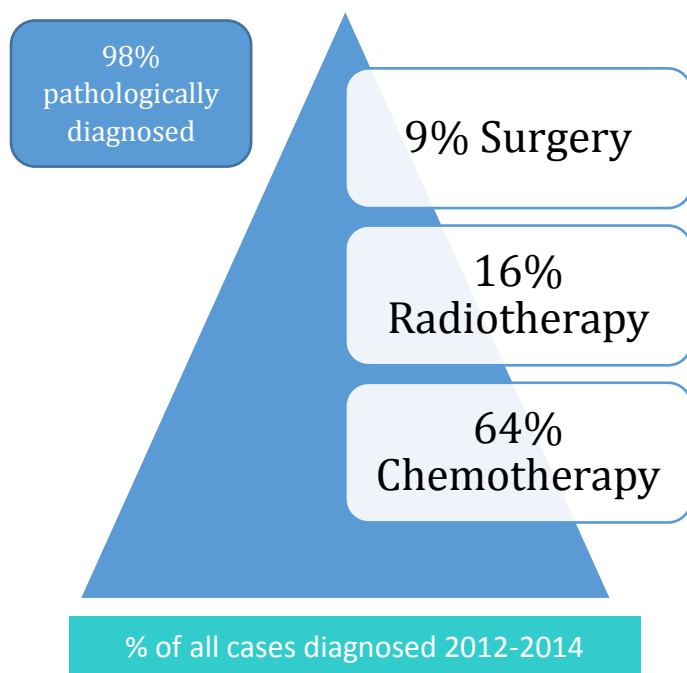 98%
pathologically
diagnosed
9% Surgery
16%
Radiotherapy
64%
Chemotherapy
% of all cases diagnosed 2012-2014